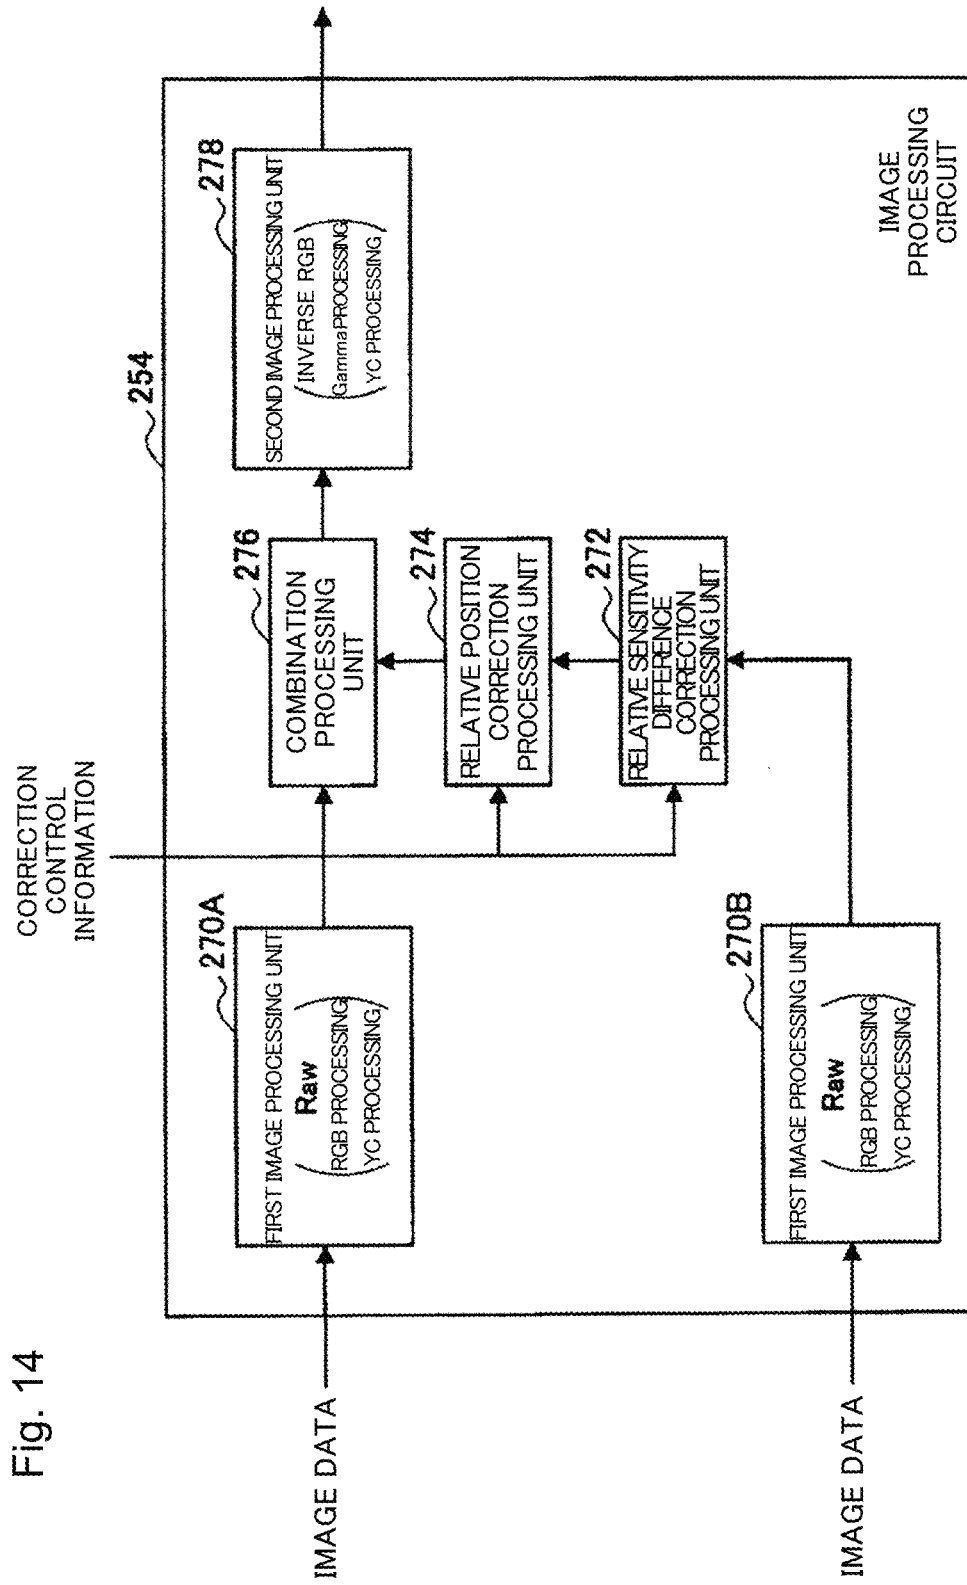 Fig. 14
CORRECTION
CONTROL
INFORMATION
254
IMAGE DATA
270A
FIRST IMAGE PROCESSING UNIT
Raw
RGB PROCESSING
YC PROCESSING
276
COMBINATION
PROCESSING
UNIT
278
SECOND IMAGE PROCESSING UNIT
INVERSE RGB
Gamma PROCESSING
YC PROCESSING
274
RELATIVE POSITION
CORRECTION
PROCESSING UNIT
272
RELATIVE SENSITIVITY
DIFFERENCE
CORRECTION
PROCESSING UNIT
IMAGE DATA
270B
FIRST IMAGE PROCESSING UNIT
Raw
RGB PROCESSING
YC PROCESSING
IMAGE
PROCESSING
CIRCUIT